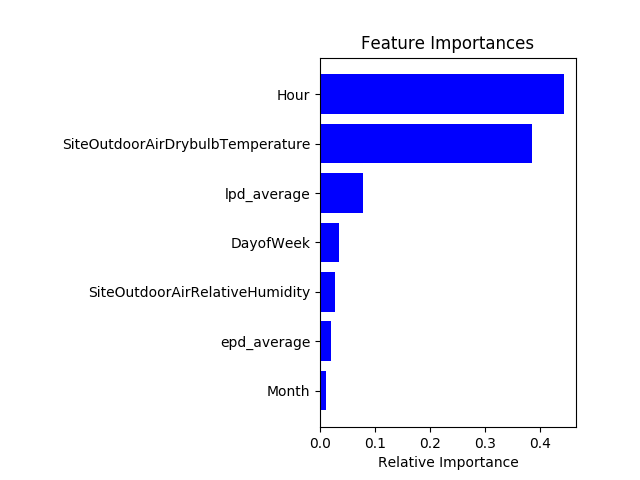 Feature Importances
Hour
SiteOutdoorAirDrybulbTemperature
lpd_average
DayofWeek
SiteOutdoorAirRelativeHumidity
epd_average
Month
0.0 0.1 0.2 0.3 0.4
Relative Importance